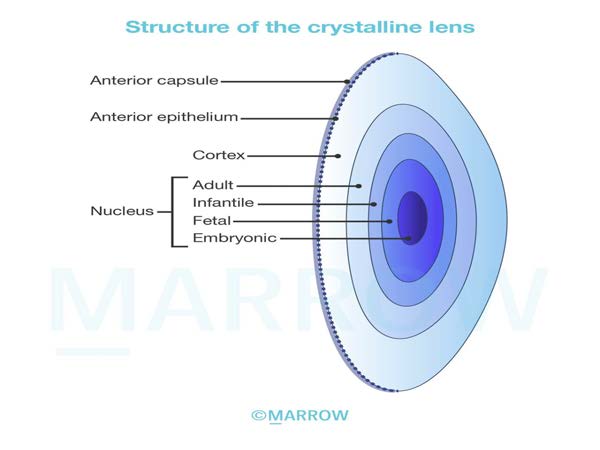 Structure of the crystalline lens
Anterior capsule
Anterior epithelium
Cortex
Nucleus
Adult
Infantile
Fetal
Embryonic
MARROW
©MARROW